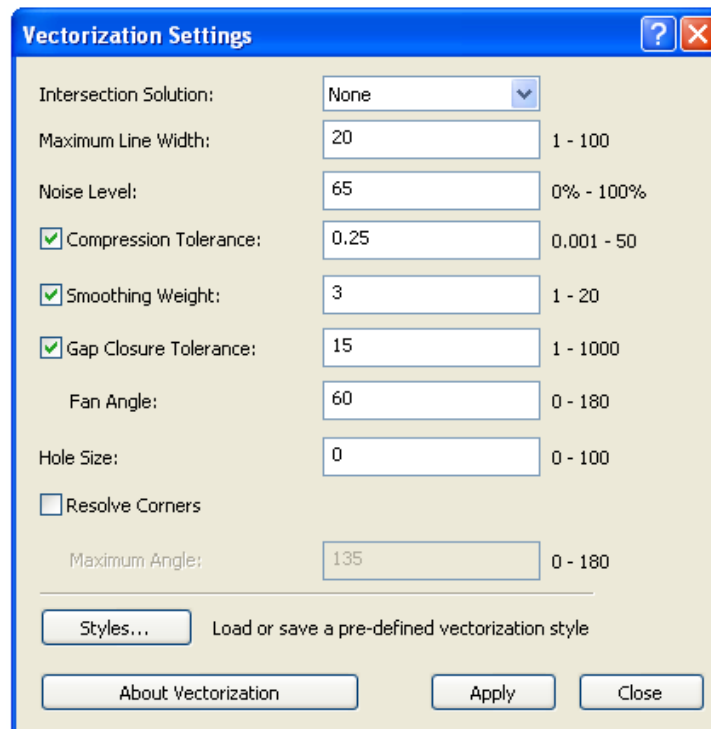 Vectorization Settings
Intersection Solution: None
Maximum Line Width: 20 1 - 100
Noise Level: 65 0% - 100%
Compression Tolerance: 0.25 0.001 - 50
Smoothing Weight: 3 1 - 20
Gap Closure Tolerance: 15 1 - 1000
Fan Angle: 60 0 - 180
Hole Size: 0 0 - 100
Resolve Corners
Maximum Angle: 135 0 - 180
Styles... Load or save a pre-defined vectorization style
About Vectorization Apply Close